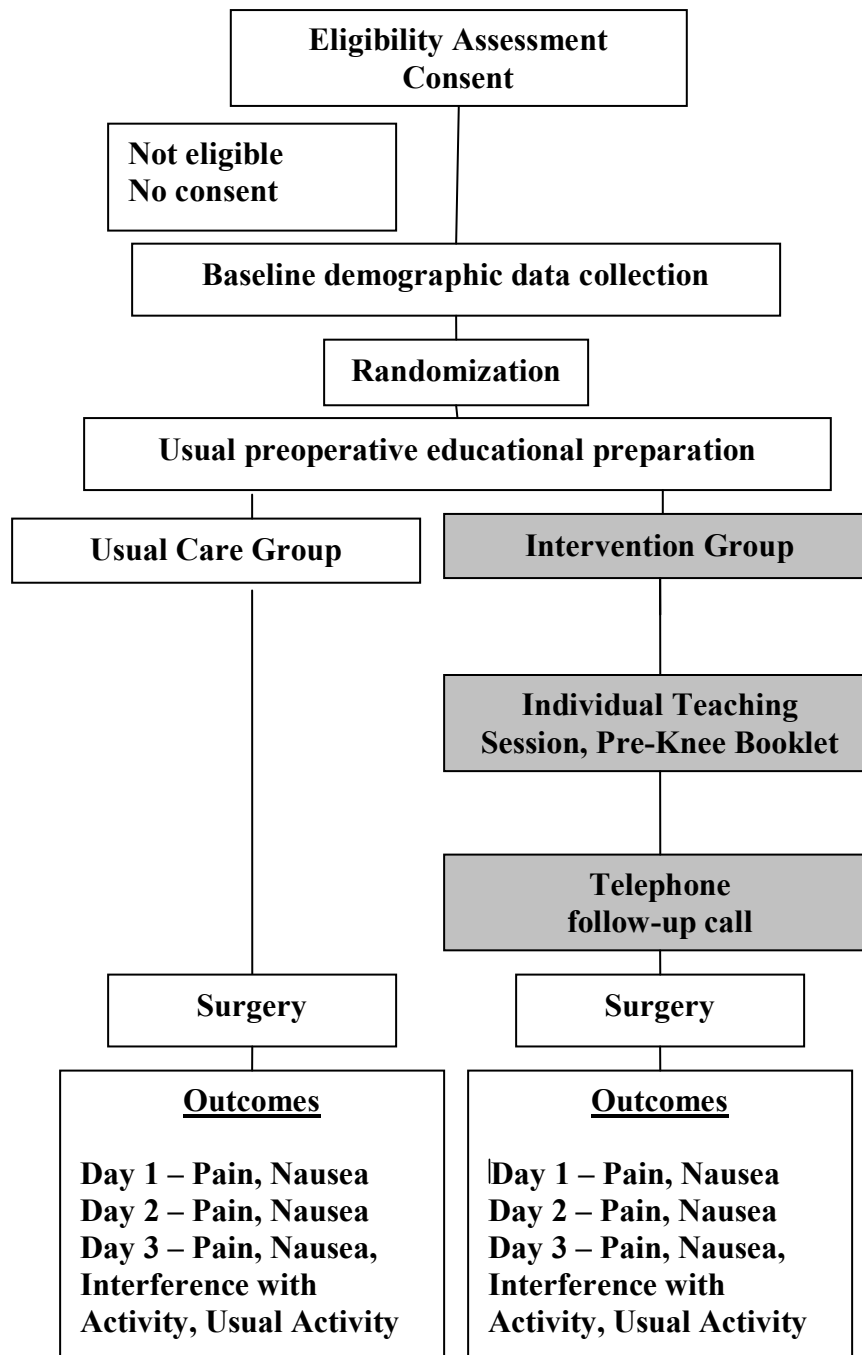 Eligibility Assessment
Consent
Not eligible
No consent
Baseline demographic data collection
Randomization
Usual preoperative educational preparation
Usual Care Group
Intervention Group
Individual Teaching
Session, Pre-Knee Booklet
Telephone
follow-up call
Surgery
Surgery
Outcomes
Day 1 – Pain, Nausea
Day 2 – Pain, Nausea
Day 3 – Pain, Nausea,
Interference with
Activity, Usual Activity
Outcomes
Day 1 – Pain, Nausea
Day 2 – Pain, Nausea
Day 3 – Pain, Nausea,
Interference with
Activity, Usual Activity